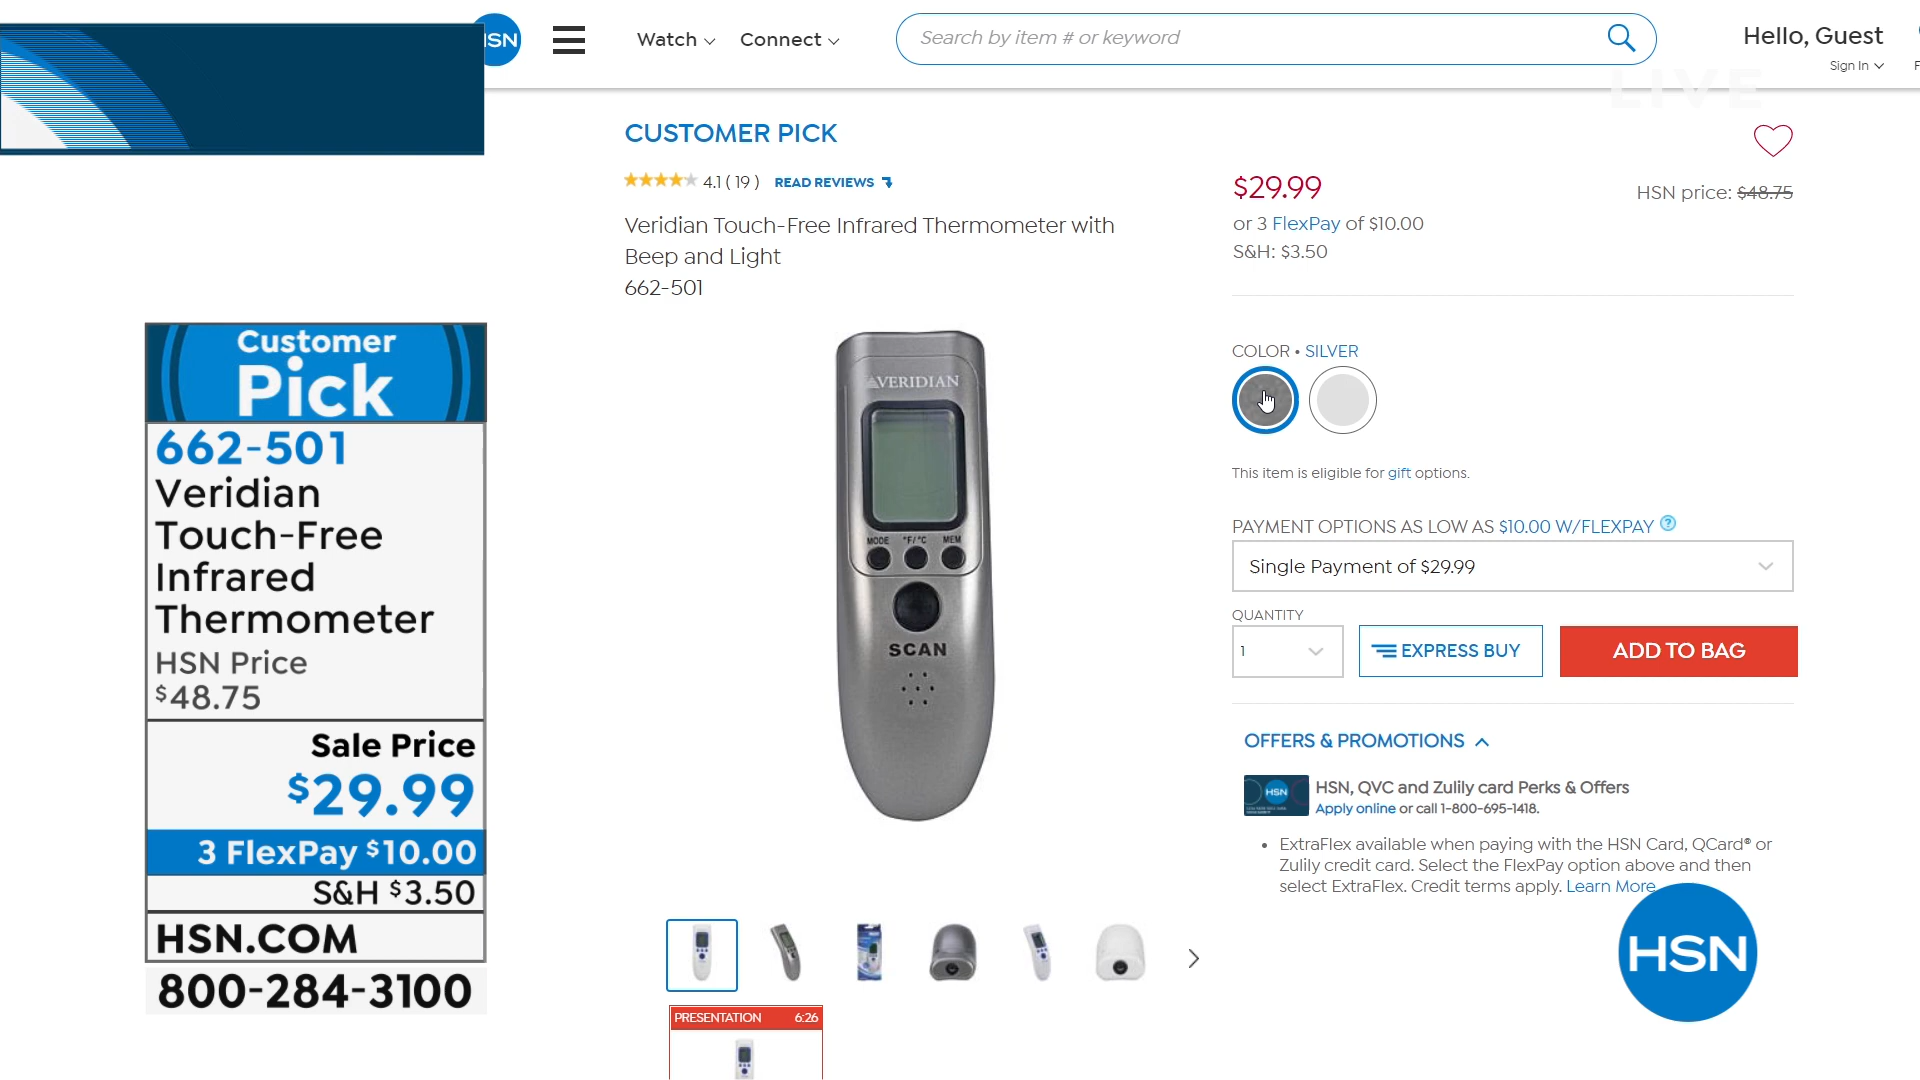 HSN
Watch
Connect
Search by item # or keyword
Hello, Guest
Sign In
F
LIVE
CUSTOMER PICK
4.1 ( 19 )
READ REVIEWS
Veridian Touch-Free Infrared Thermometer with
Beep and Light
662-501
$29.99
HSN price: $48.75
or 3 FlexPay of $10.00
S&H: $3.50
COLOR • SILVER
This item is eligible for gift options.
PAYMENT OPTIONS AS LOW AS $10.00 W/FLEXPAY ?
Single Payment of $29.99
QUANTITY
1
EXPRESS BUY
ADD TO BAG
OFFERS & PROMOTIONS
HSN
HSN, QVC and Zulily card Perks & Offers
Apply online or call 1-800-695-1418.
• ExtraFlex available when paying with the HSN Card, QCard® or
Zulily credit card. Select the FlexPay option above and then
select ExtraFlex. Credit terms apply. Learn More
VERIDIAN
MODE
°F/°C
MEM
SCAN
PRESENTATION
6:26
Customer
Pick
662-501
Veridian
Touch-Free
Infrared
Thermometer
HSN Price
$48.75
Sale Price
$29.99
3 FlexPay $10.00
S&H $3.50
HSN.COM
800-284-3100
HSN